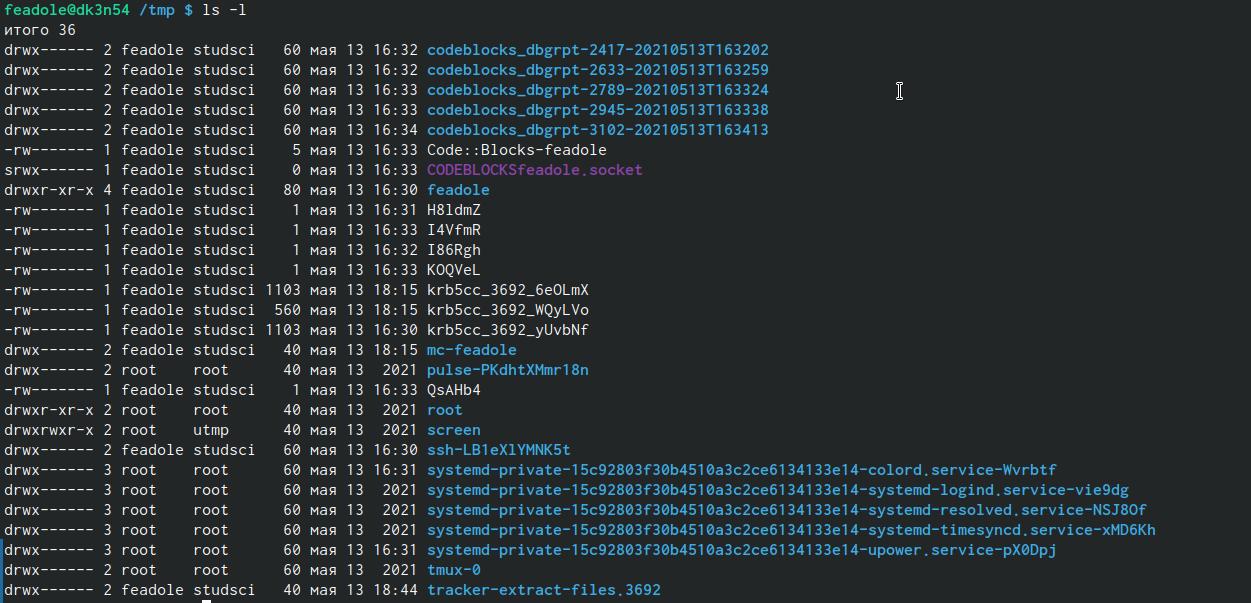 feadole@dk3n54 /tmp $ ls -l
итого 36
drwx------ 2 feadole studsci   60 мая 13 16:32 codeblocks_dbgrpt-2417-20210513T163202
drwx------ 2 feadole studsci   60 мая 13 16:32 codeblocks_dbgrpt-2633-20210513T163259
drwx------ 2 feadole studsci   60 мая 13 16:33 codeblocks_dbgrpt-2789-20210513T163324
drwx------ 2 feadole studsci   60 мая 13 16:33 codeblocks_dbgrpt-2945-20210513T163338
drwx------ 2 feadole studsci   60 мая 13 16:34 codeblocks_dbgrpt-3102-20210513T163413
-rw------- 1 feadole studsci    5 мая 13 16:33 Code::Blocks-feadole
srwx------ 1 feadole studsci    0 мая 13 16:33 CODEBLOCKSfeadole.socket
drwxr-xr-x 4 feadole studsci   80 мая 13 16:30 feadole
-rw------- 1 feadole studsci    1 мая 13 16:31 H8ldmZ
-rw------- 1 feadole studsci    1 мая 13 16:33 I4VfmR
-rw------- 1 feadole studsci    1 мая 13 16:32 I86Rgh
-rw------- 1 feadole studsci    1 мая 13 16:33 KOQVeL
-rw------- 1 feadole studsci 1103 мая 13 18:15 krb5cc_3692_6eOLmX
-rw------- 1 feadole studsci  560 мая 13 18:15 krb5cc_3692_WQyLVo
-rw------- 1 feadole studsci 1103 мая 13 16:30 krb5cc_3692_yUvbNf
drwx------ 2 feadole studsci   40 мая 13 18:15 mc-feadole
drwx------ 2 root    root      40 мая 13  2021 pulse-PKdhtXMmr18n
-rw------- 1 feadole studsci    1 мая 13 16:33 QsAHb4
drwxr-xr-x 2 root    root      40 мая 13  2021 root
drwxrwxr-x 2 root    utmp      40 мая 13  2021 screen
drwx------ 2 feadole studsci   60 мая 13 16:30 ssh-LB1eXlYMNK5t
drwx------ 3 root    root      60 мая 13 16:31 systemd-private-15c92803f30b4510a3c2ce6134133e14-colord.service-Wvrbtf
drwx------ 3 root    root      60 мая 13  2021 systemd-private-15c92803f30b4510a3c2ce6134133e14-systemd-logind.service-vie9dg
drwx------ 3 root    root      60 мая 13  2021 systemd-private-15c92803f30b4510a3c2ce6134133e14-systemd-resolved.service-NSJ8Of
drwx------ 3 root    root      60 мая 13  2021 systemd-private-15c92803f30b4510a3c2ce6134133e14-systemd-timesyncd.service-xMD6Kh
drwx------ 3 root    root      60 мая 13 16:31 systemd-private-15c92803f30b4510a3c2ce6134133e14-upower.service-pX0Dpj
drwx------ 2 root    root      60 мая 13  2021 tmux-0
drwx------ 2 feadole studsci   40 мая 13 18:44 tracker-extract-files.3692